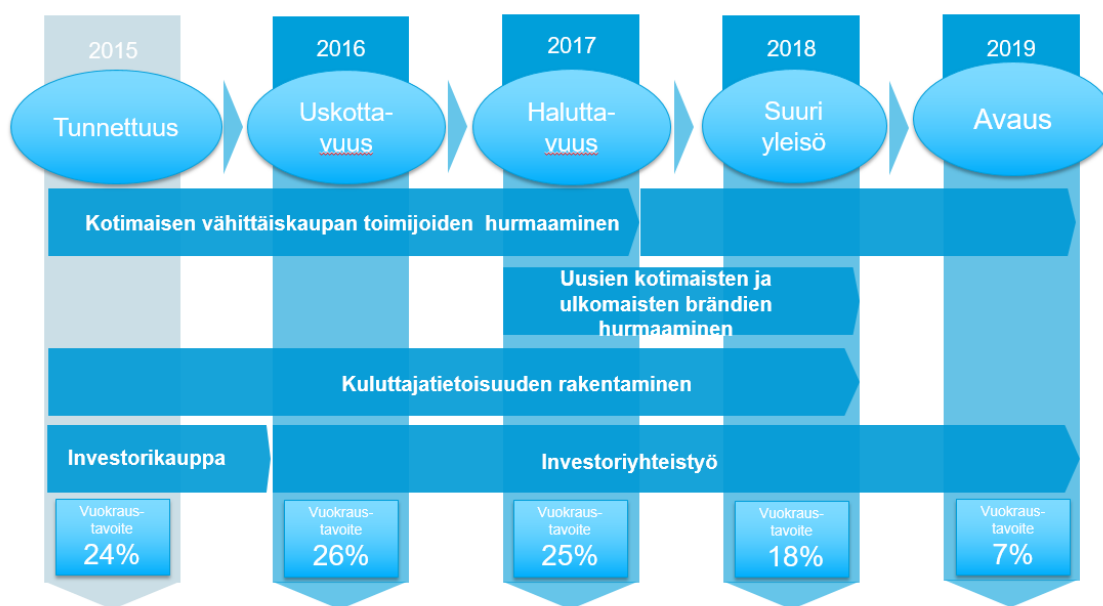 2015
2016
2017
2018
2019
Tunnettuus
Uskotta-
vuus
Halutta-
vuus
Suuri
yleisö
Avaus
Kotimaisen vähittäiskaupan toimijoiden hurmaaminen
Uusien kotimaisten ja
ulkomaisten brändien
hurmaaminen
Kuluttajatietoisuuden rakentaminen
Investorikauppa
Investoriyhteistyö
Vuokraus-
tavoite
24%
Vuokraus-
tavoite
26%
Vuokraus-
tavoite
25%
Vuokraus-
tavoite
18%
Vuokraus-
tavoite
7%